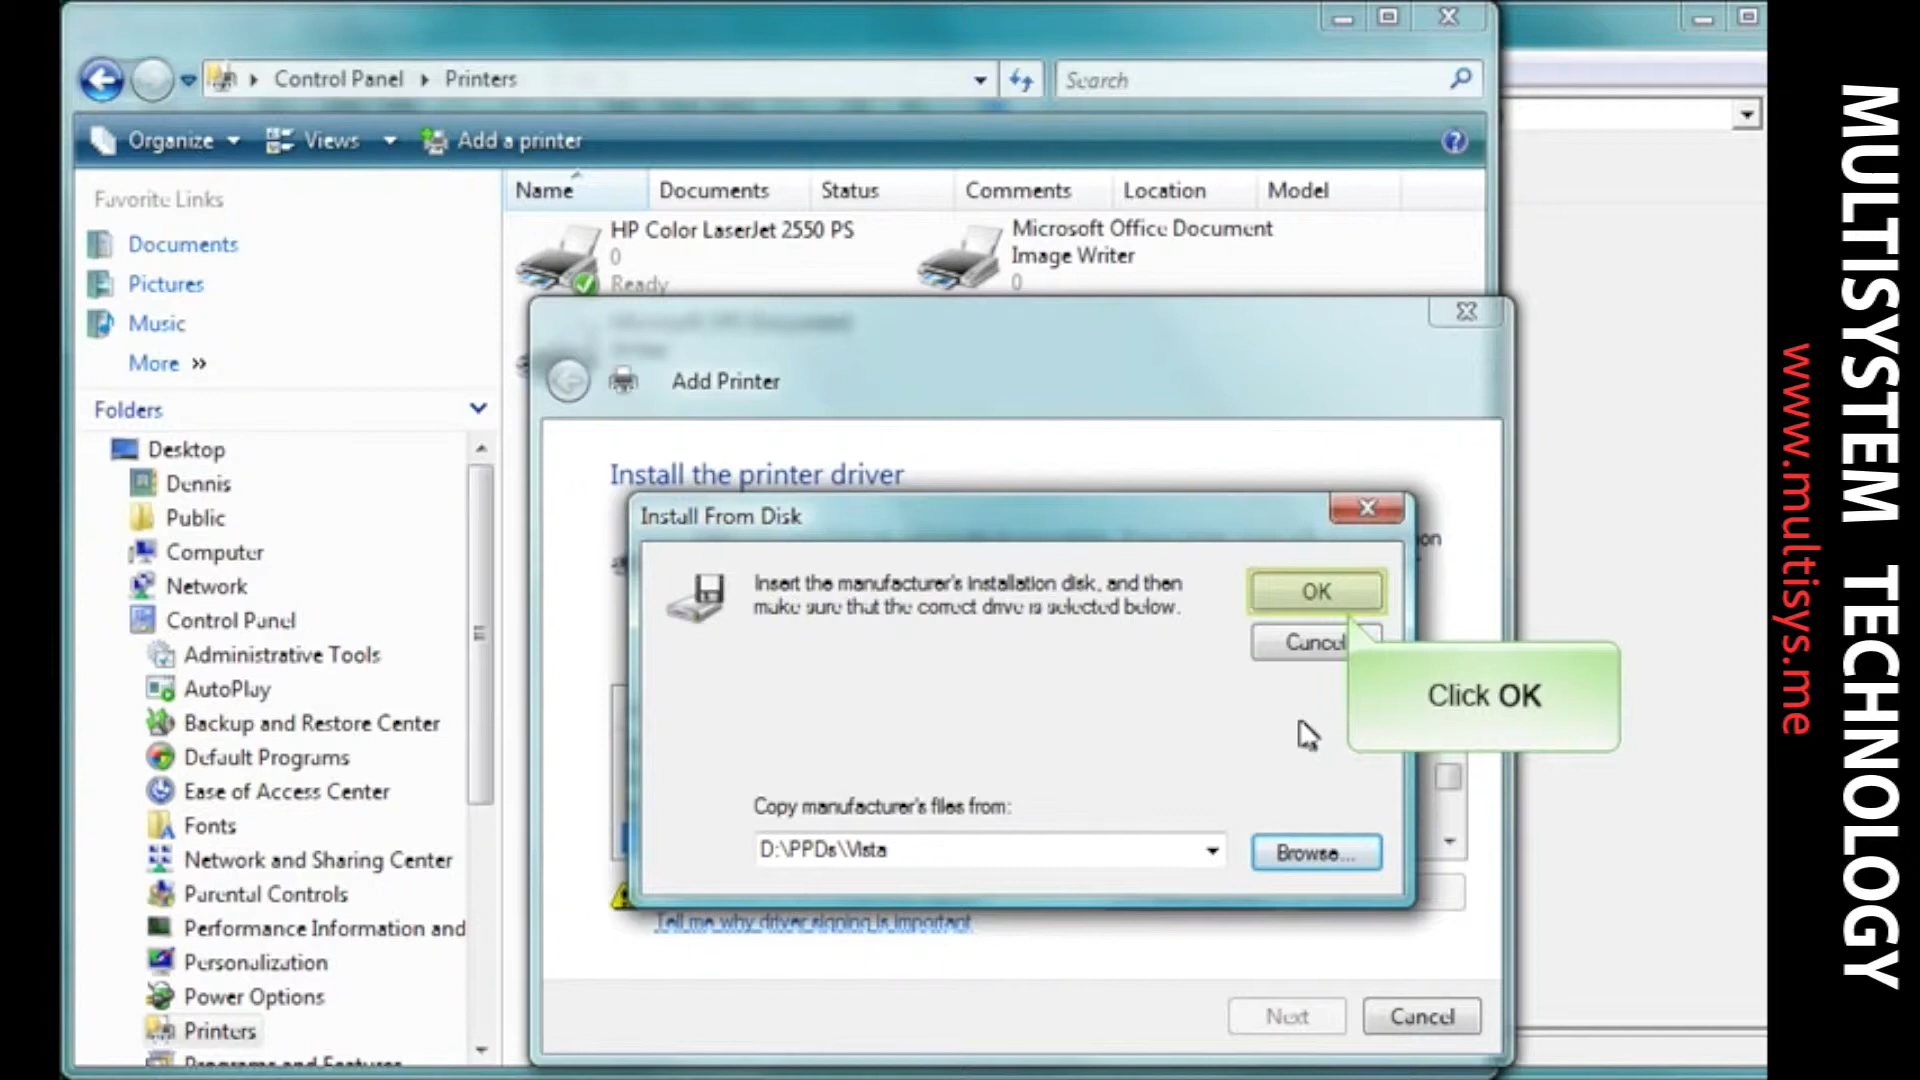 Control Panel
Printers
Search
Organize
Views
Add a printer
Favorite Links
Documents
Pictures
Music
More »
Folders
Desktop
Dennis
Public
Computer
Network
Control Panel
Administrative Tools
AutoPlay
Backup and Restore Center
Default Programs
Ease of Access Center
Fonts
Network and Sharing Center
Parental Controls
Performance Information and
Personalization
Power Options
Printers
Programs and Features
Name
Documents
Status
Comments
Location
Model
HP Color LaserJet 2550 PS
0
Ready
Microsoft Office Document
Image Writer
0
Add Printer
Install the printer driver
Install From Disk
Insert the manufacturer's installation disk, and then
make sure that the correct drive is selected below.
OK
Cancel
Click OK
Copy manufacturer's files from:
D:\PPDs\Vista
Browse...
Tell me why driver signing is important
Next
Cancel
MULTISYSTEM TECHNOLOGY
www.multisys.me